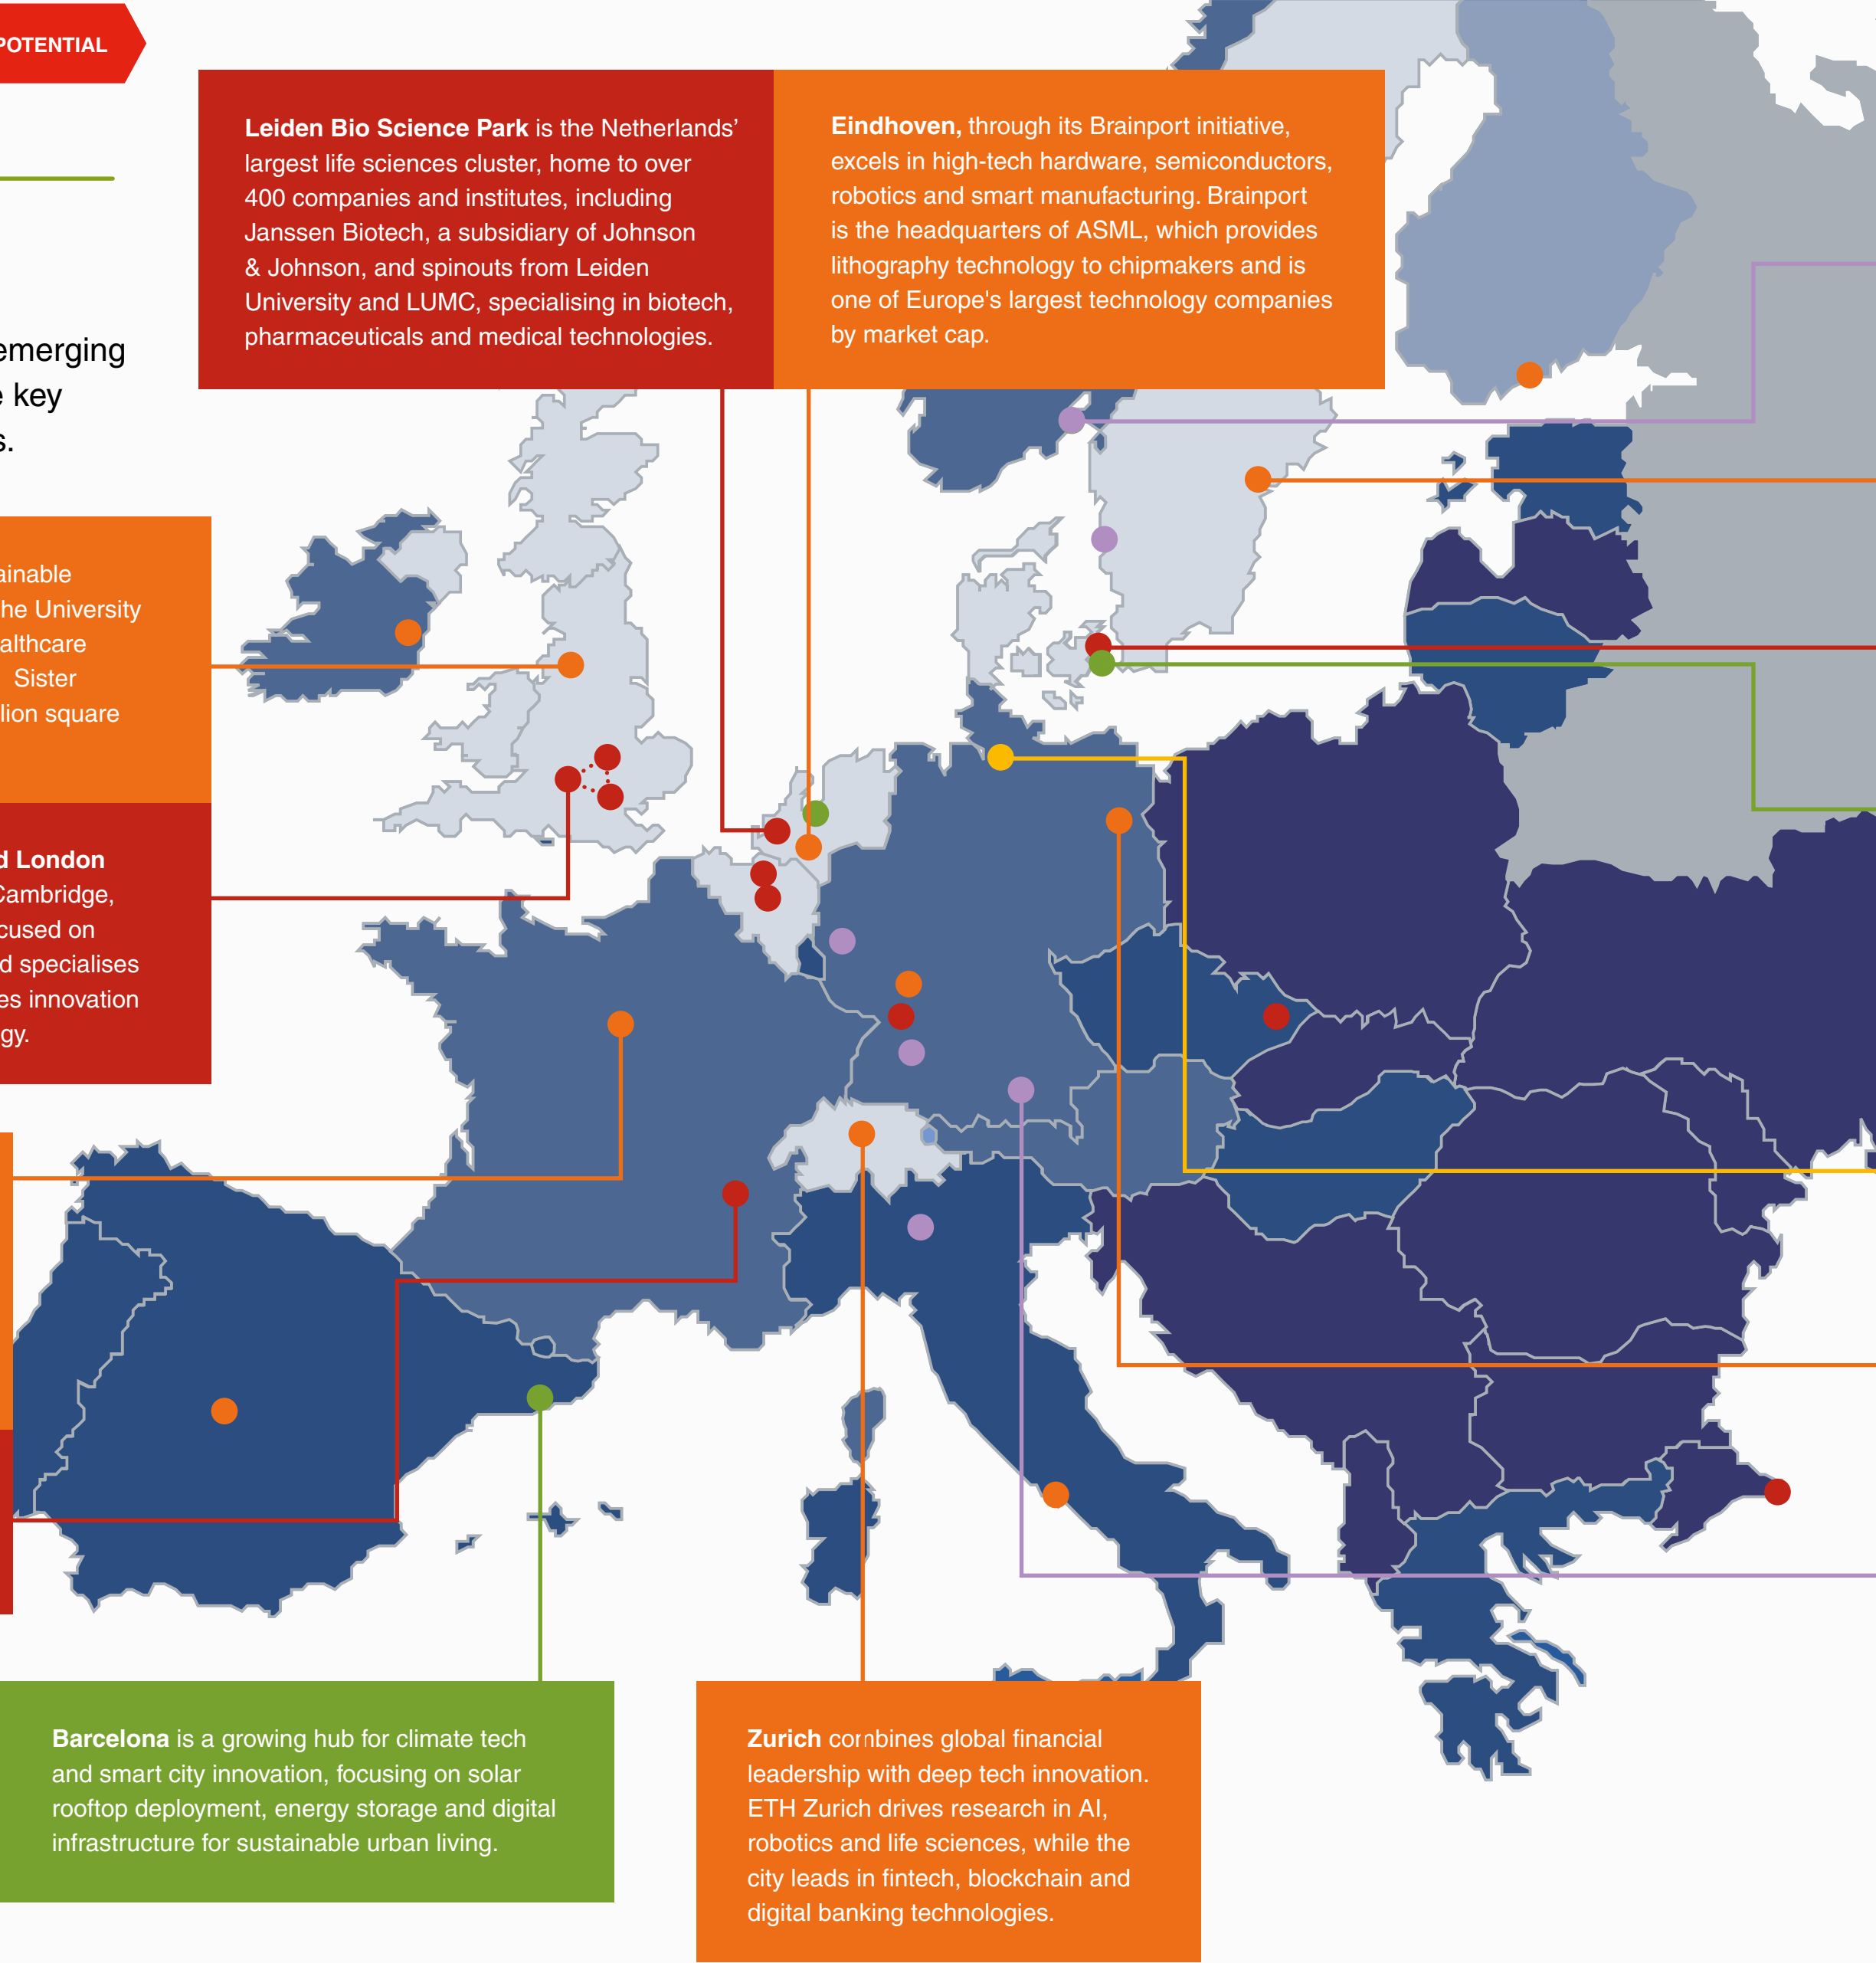 POTENTIAL
Leiden Bio Science Park is the Netherlands'
largest life sciences cluster, home to over
400 companies and institutes, including
Janssen Biotech, a subsidiary of Johnson
& Johnson, and spinouts from Leiden
University and LUMC, specialising in biotech,
pharmaceuticals and medical technologies.
Eindhoven, through its Brainport initiative,
excels in high-tech hardware, semiconductors,
robotics and smart manufacturing. Brainport
is the headquarters of ASML, which provides
lithography technology to chipmakers and is
one of Europe's largest technology companies
by market cap.
emerging
key
s.
ainable
he University
althcare
Sister
lion square
d London
Cambridge,
cused on
d specialises
es innovation
gy.
Barcelona is a growing hub for climate tech
and smart city innovation, focusing on solar
rooftop deployment, energy storage and digital
infrastructure for sustainable urban living.
Zurich combines global financial
leadership with deep tech innovation.
ETH Zurich drives research in AI,
robotics and life sciences, while the
city leads in fintech, blockchain and
digital banking technologies.